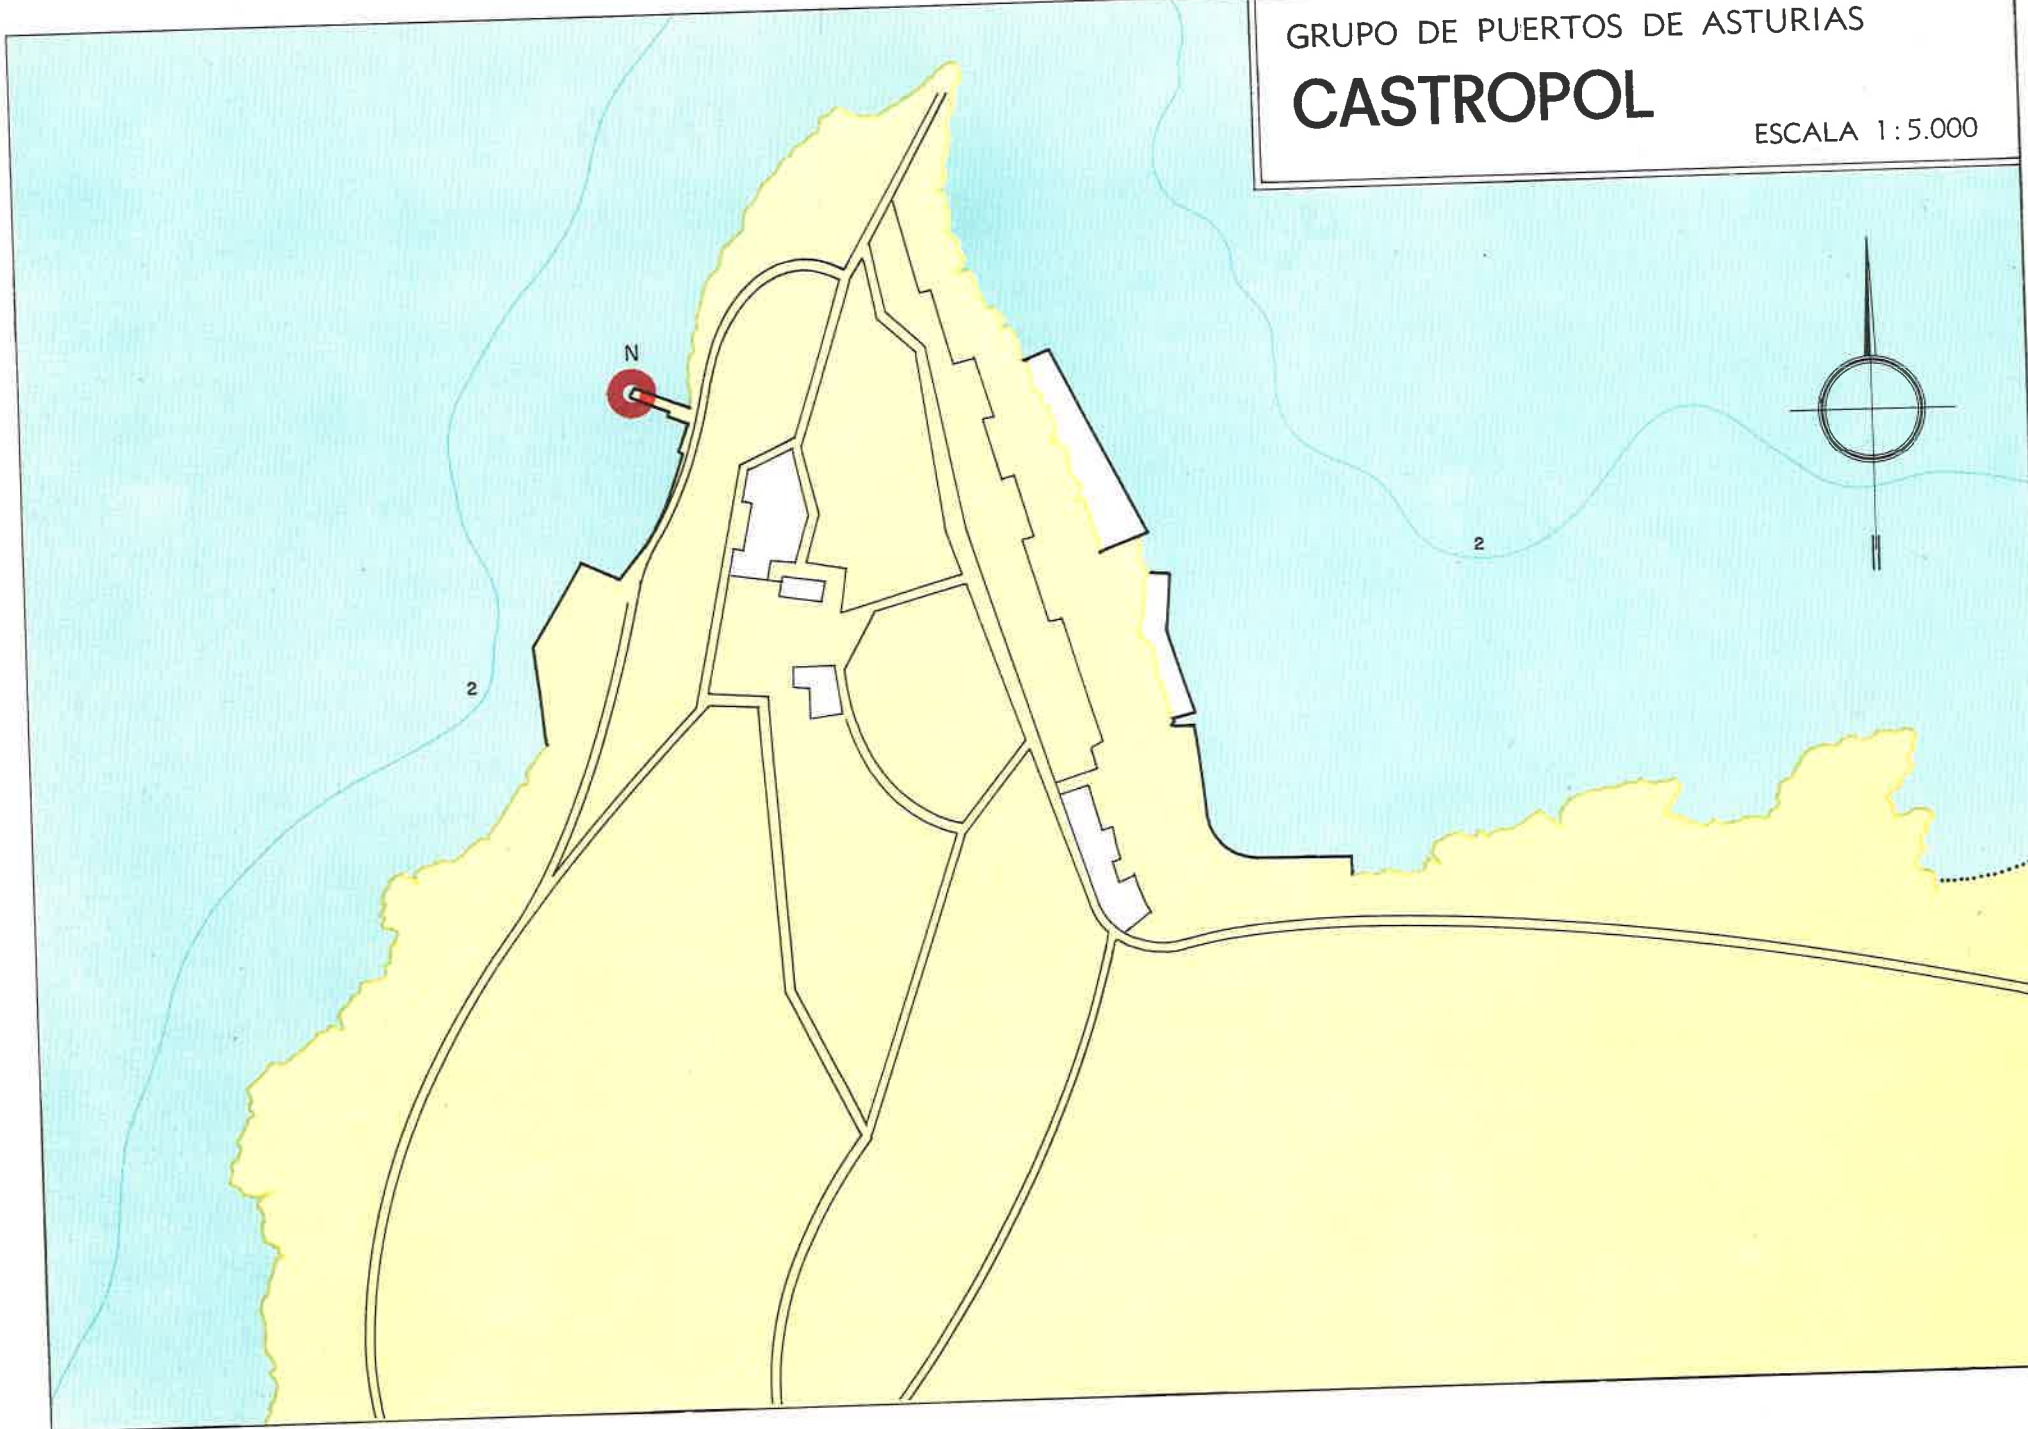 GRUPO DE PUERTOS DE ASTURIAS
CASTROPOL
ESCALA 1:5.000
N
2
2